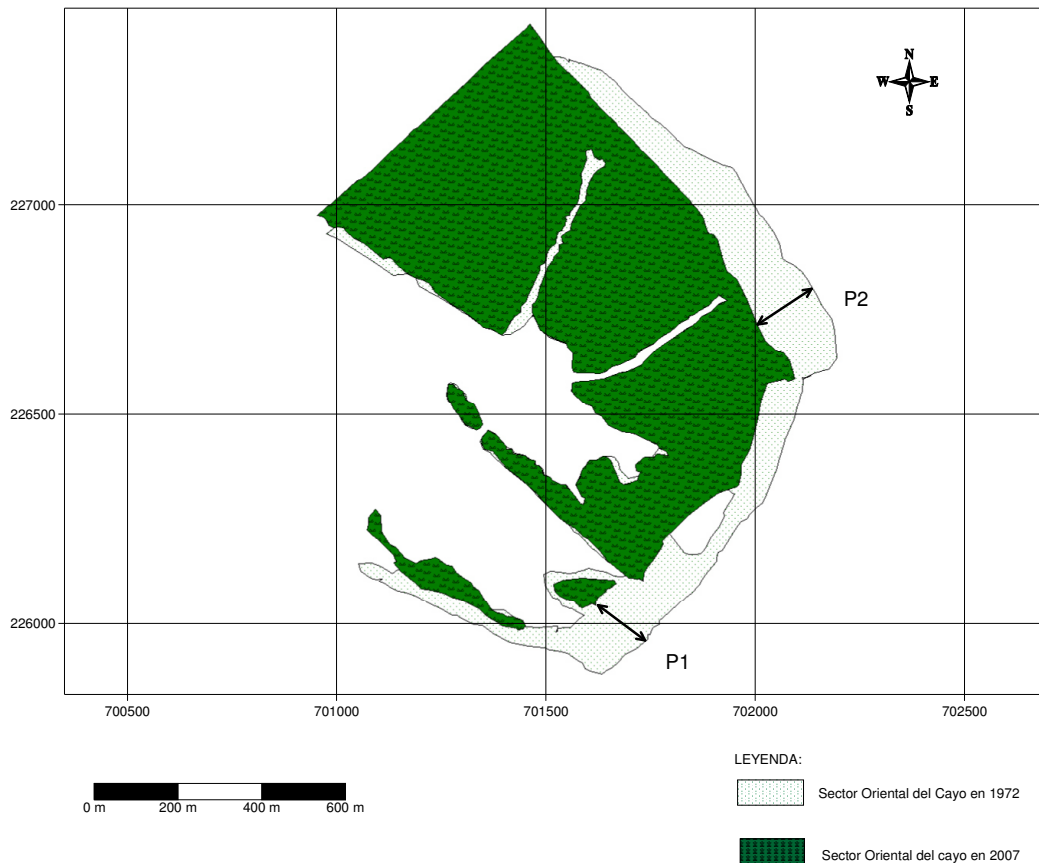 N
W E
S
227000
P2
226500
226000
P1
700500 701000 701500 702000 702500
LEYENDA:
Sector Oriental del Cayo en 1972
0 m 200 m 400 m 600 m
Sector Oriental del cayo en 2007